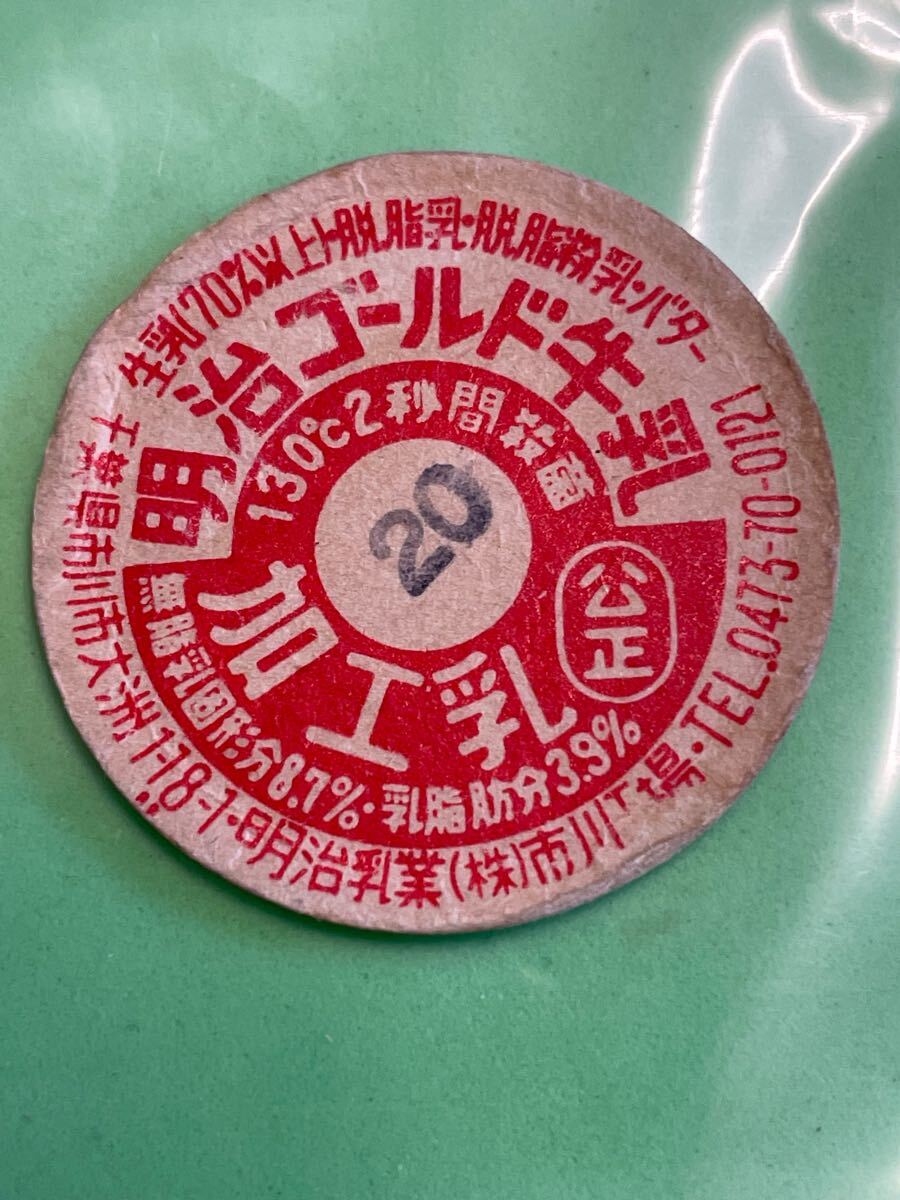 生乳(70%以上)・脱脂乳・脱脂粉乳・バター
明治ゴールド牛乳
130℃2秒間殺菌
20
加工乳
公正
無脂乳固形分8.7%・乳脂肪分3.9%
千葉県市川市大洲1-18-1・明治乳業(株)市川工場・TEL.0473-70-0121